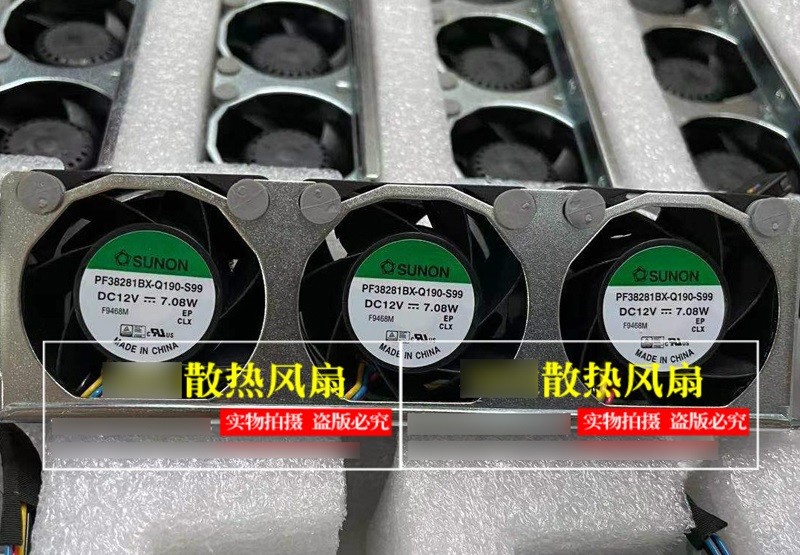 SUNON
PF38281BX-Q190-S99
DC12V ⎓ 7.08W
F9468M
EP
CLX
MADE IN CHINA
SUNON
PF38281BX-Q190-S99
DC12V ⎓ 7.08W
F9468M
EP
CLX
MADE IN CHINA
SUNON
PF38281BX-Q190-S99
DC12V ⎓ 7.08W
F9468M
EP
CLX
MADE IN CHINA
散热风扇
实物拍摄 盗版必究
散热风扇
实物拍摄 盗版必究